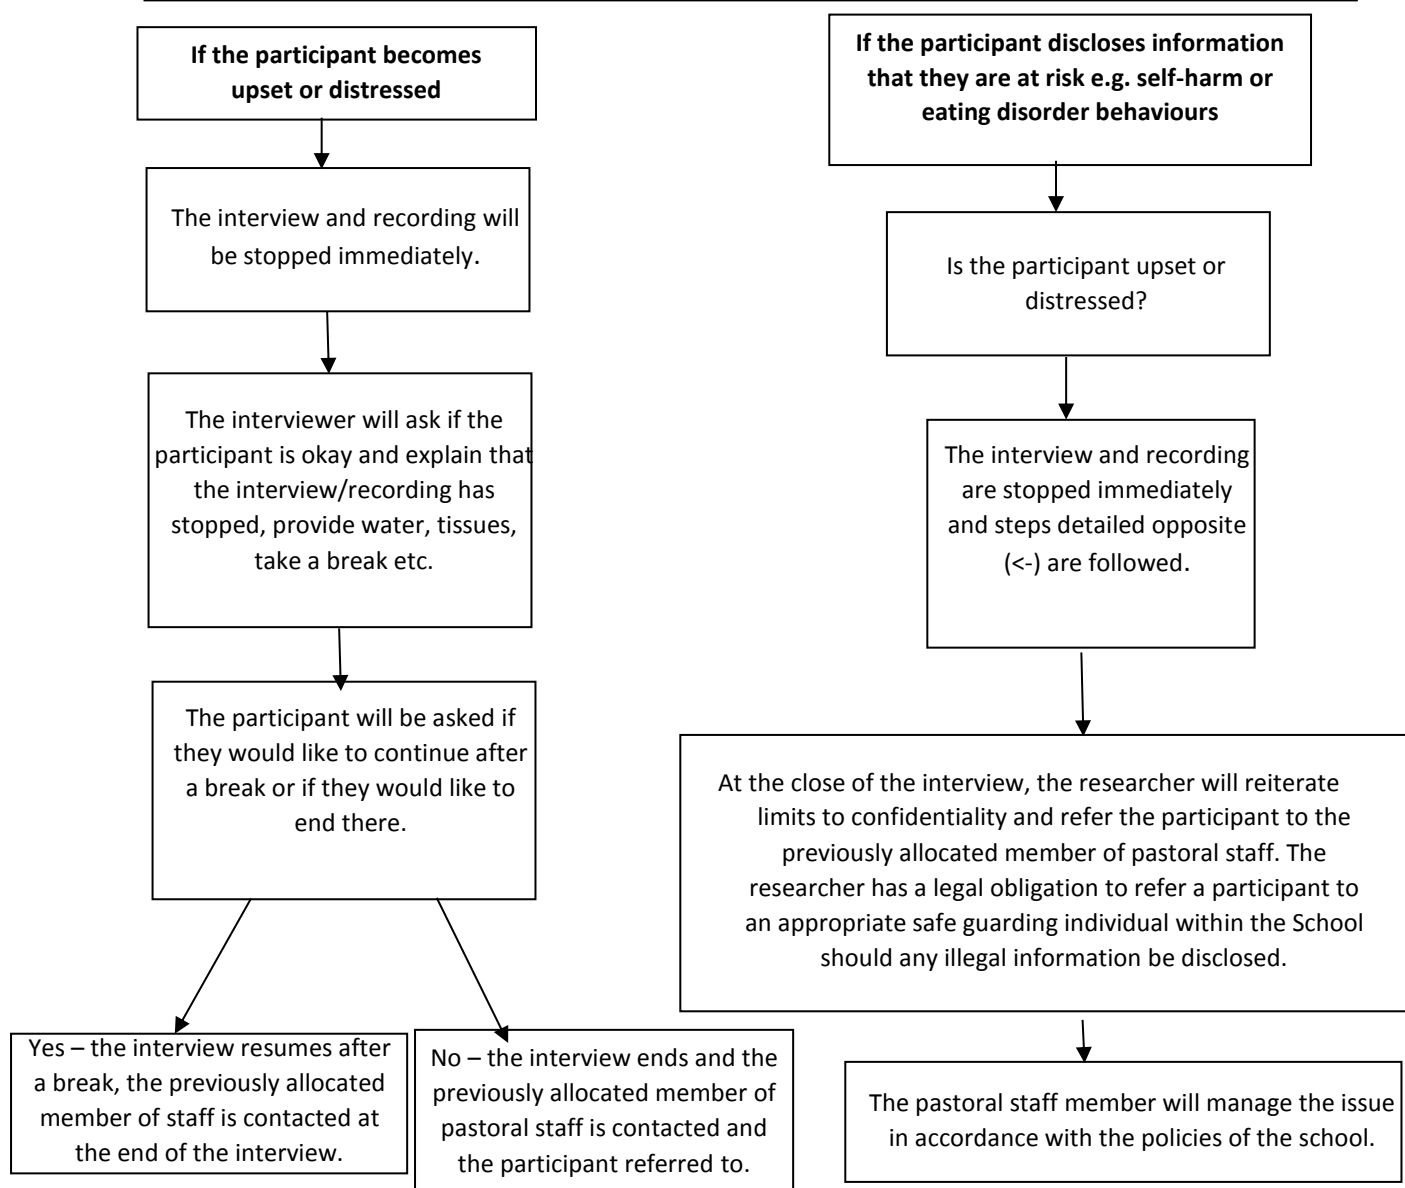 If the participant becomes
upset or distressed
The interview and recording will
be stopped immediately.
The interviewer will ask if the
participant is okay and explain that
the interview/recording has
stopped, provide water, tissues,
take a break etc.
The participant will be asked if
they would like to continue after
a break or if they would like to
end there.
Yes – the interview resumes after
a break, the previously allocated
member of staff is contacted at
the end of the interview.
No – the interview ends and the
previously allocated member of
pastoral staff is contacted and
the participant referred to.
If the participant discloses information
that they are at risk e.g. self-harm or
eating disorder behaviours
Is the participant upset or
distressed?
The interview and recording
are stopped immediately
and steps detailed opposite
(<-) are followed.
At the close of the interview, the researcher will reiterate
limits to confidentiality and refer the participant to the
previously allocated member of pastoral staff. The
researcher has a legal obligation to refer a participant to
an appropriate safe guarding individual within the School
should any illegal information be disclosed.
The pastoral staff member will manage the issue
in accordance with the policies of the school.